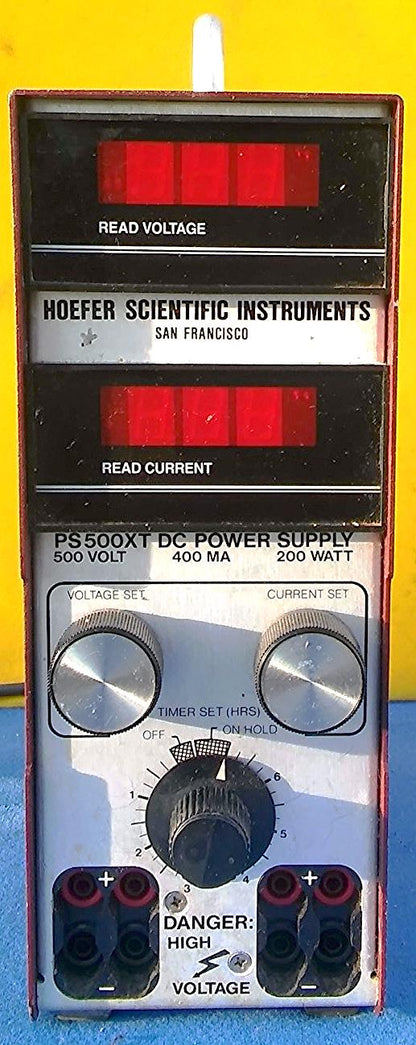 READ VOLTAGE
HOEFER SCIENTIFIC INSTRUMENTS
SAN FRANCISCO
READ CURRENT
PS500XT DC POWER SUPPLY
500 VOLT 400 MA 200 WATT
VOLTAGE SET CURRENT SET
TIMER SET (HRS)
OFF ON HOLD
1 6
2 5
3 4
+ +
DANGER:
HIGH
VOLTAGE
– –